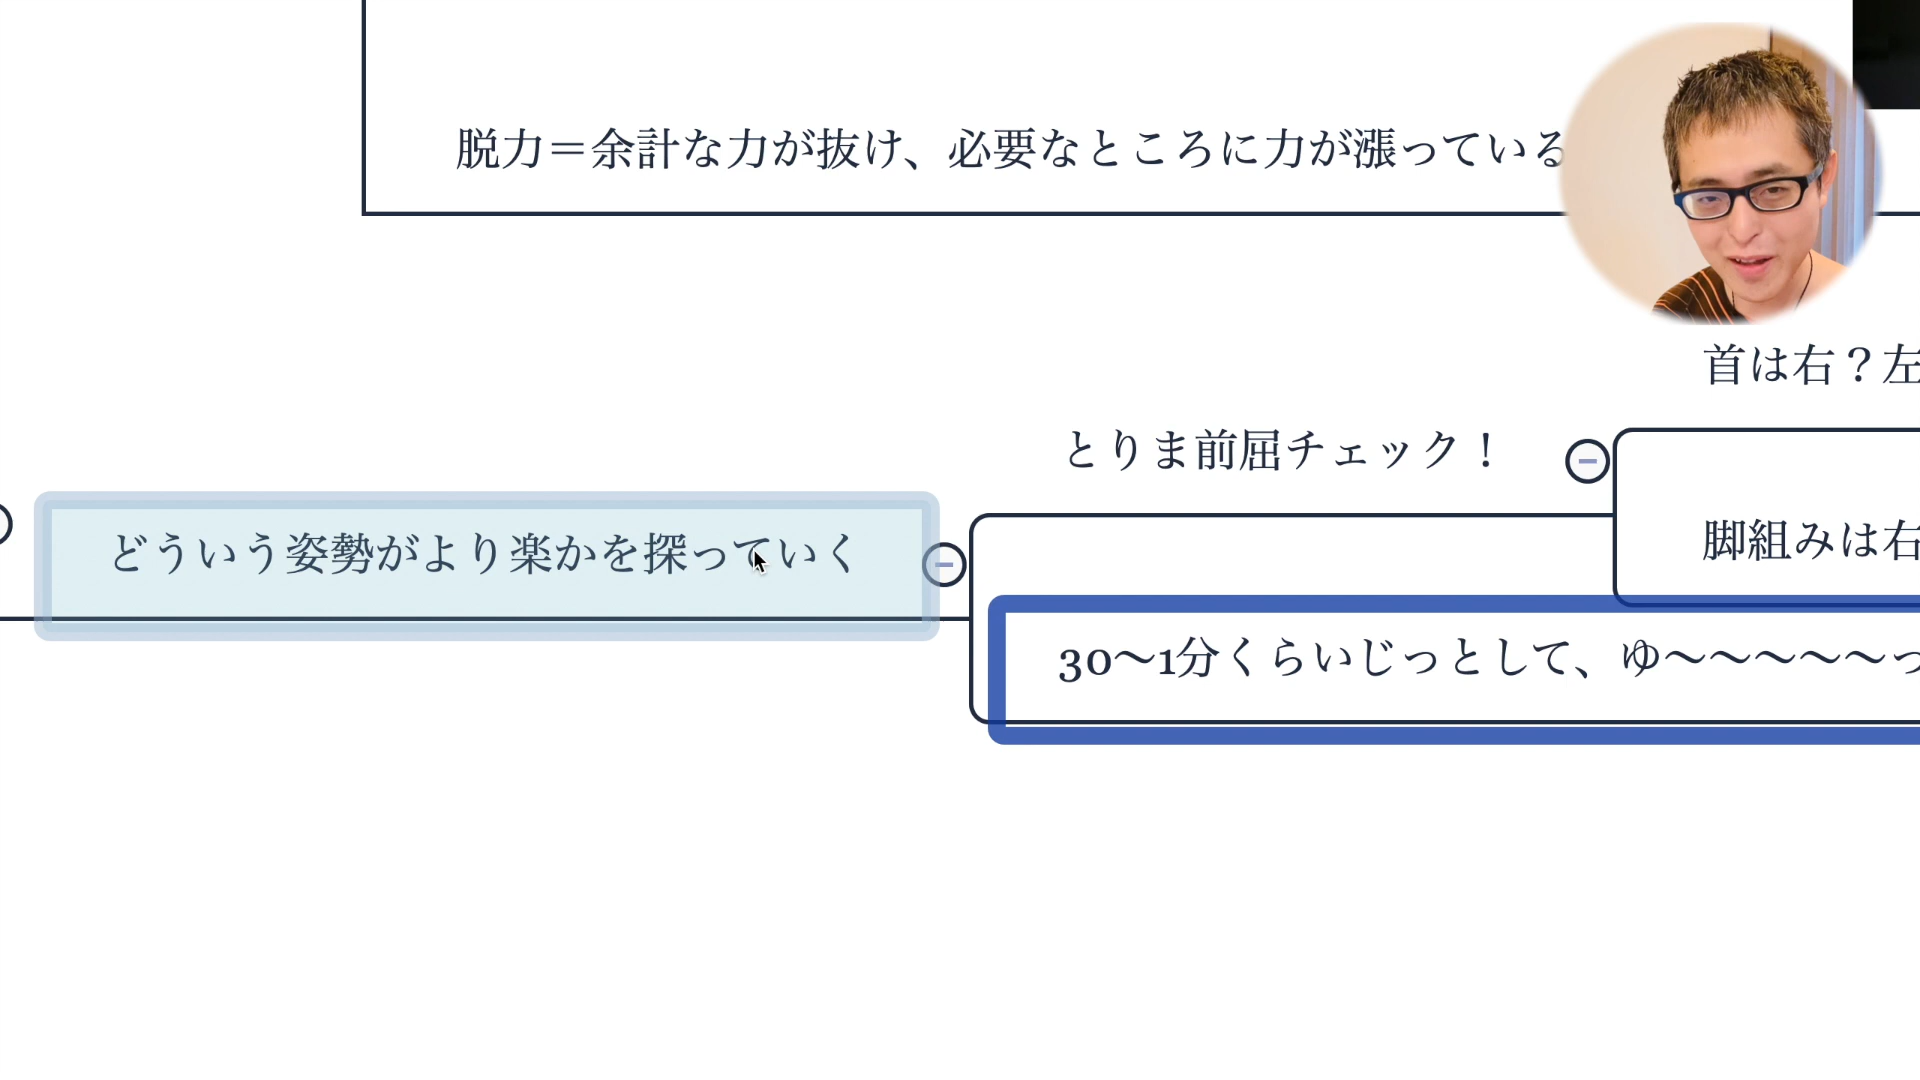 脱力＝余計な力が抜け、必要なところに力が漲っている
首は右？左
とりま前屈チェック！
脚組みは右
どういう姿勢がより楽かを探っていく
30〜1分くらいじっとして、ゆ〜〜〜〜〜っ